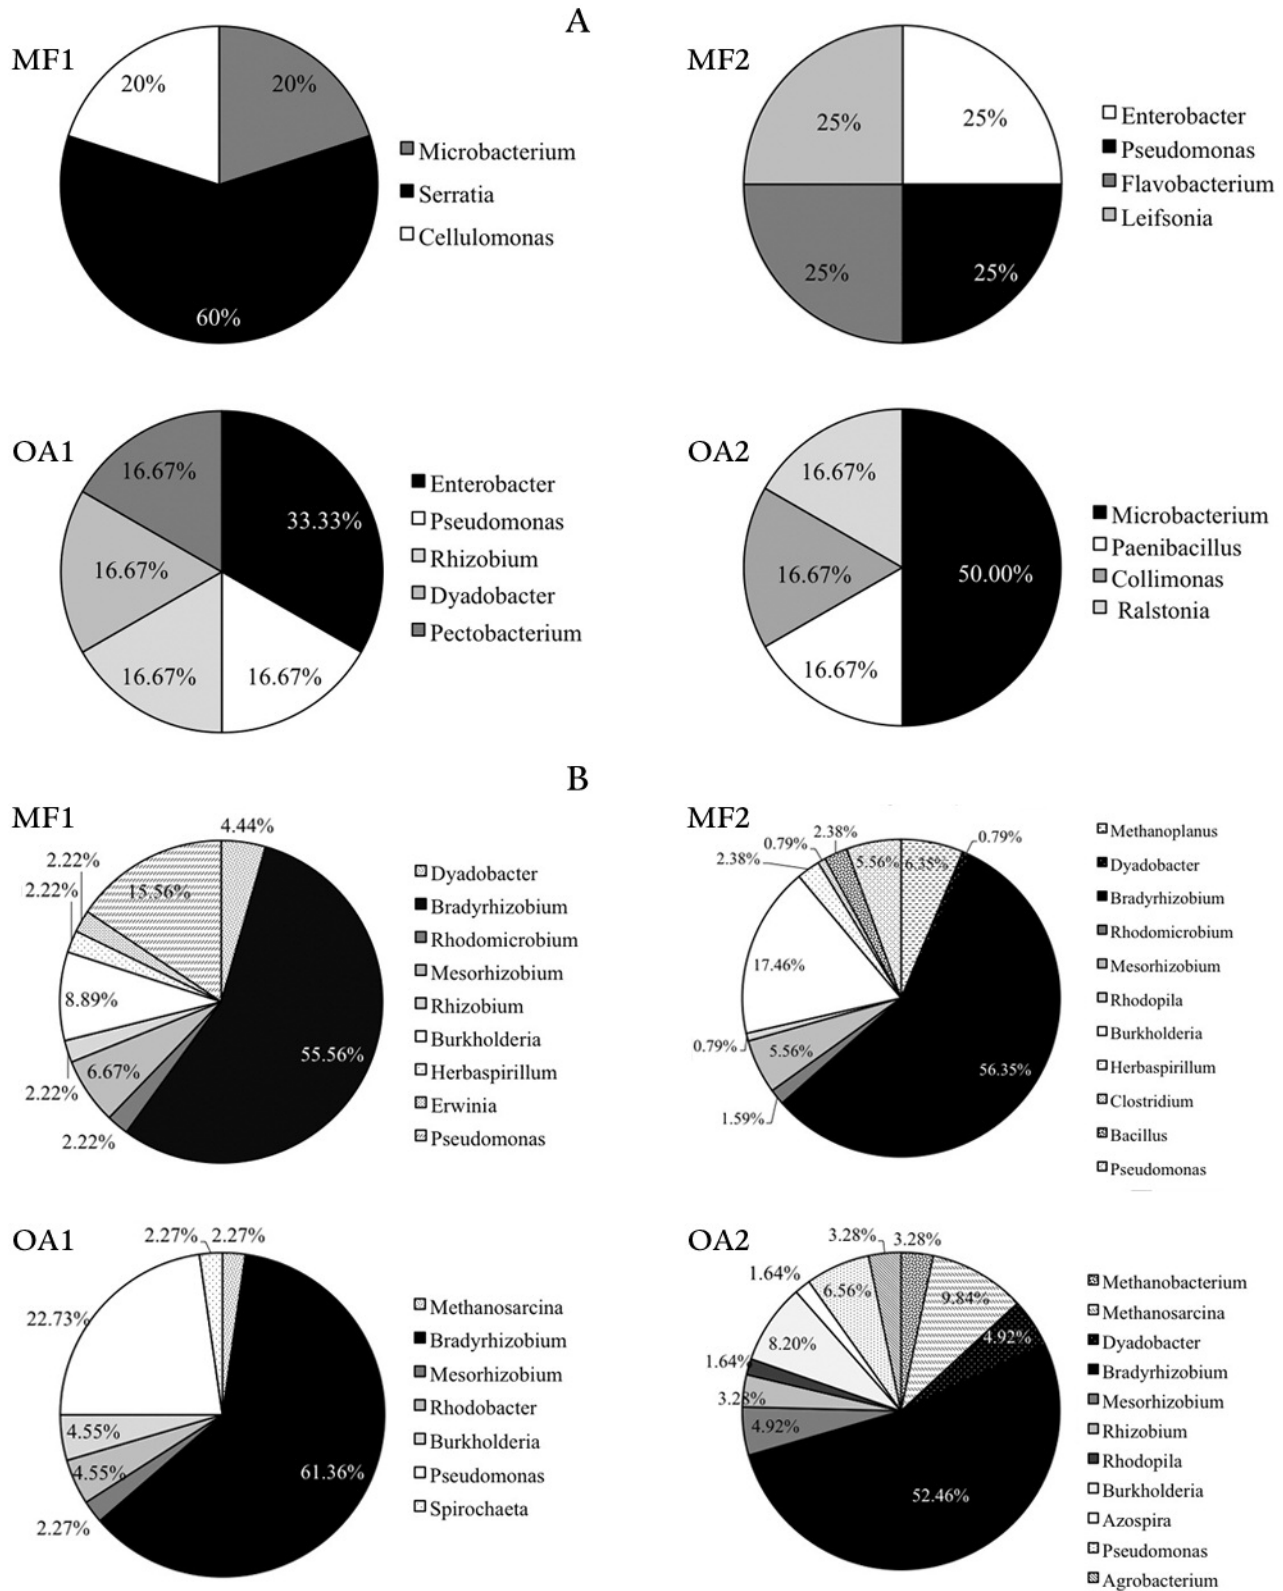 A
MF1
20%
20%
60%
Microbacterium
Serratia
Cellulomonas
MF2
25%
25%
25%
25%
Enterobacter
Pseudomonas
Flavobacterium
Leifsonia
OA1
16.67%
33.33%
16.67%
16.67%
16.67%
Enterobacter
Pseudomonas
Rhizobium
Dyadobacter
Pectobacterium
OA2
16.67%
50.00%
16.67%
16.67%
Microbacterium
Paenibacillus
Collimonas
Ralstonia
B
MF1
4.44%
2.22%
2.22%
15.56%
8.89%
55.56%
6.67%
2.22%
2.22%
Dyadobacter
Bradyrhizobium
Rhodomicrobium
Mesorhizobium
Rhizobium
Burkholderia
Herbaspirillum
Erwinia
Pseudomonas
MF2
2.38%
0.79%
0.79%
2.38%
5.56%
6.35%
17.46%
0.79%
5.56%
56.35%
1.59%
Methanoplanus
Dyadobacter
Bradyrhizobium
Rhodomicrobium
Mesorhizobium
Rhodopila
Burkholderia
Herbaspirillum
Clostridium
Bacillus
Pseudomonas
OA1
2.27%
2.27%
22.73%
4.55%
4.55%
61.36%
2.27%
Methanosarcina
Bradyrhizobium
Mesorhizobium
Rhodobacter
Burkholderia
Pseudomonas
Spirochaeta
OA2
3.28%
3.28%
1.64%
6.56%
9.84%
4.92%
8.20%
1.64%
3.28%
4.92%
52.46%
Methanobacterium
Methanosarcina
Dyadobacter
Bradyrhizobium
Mesorhizobium
Rhizobium
Rhodopila
Burkholderia
Azospira
Pseudomonas
Agrobacterium